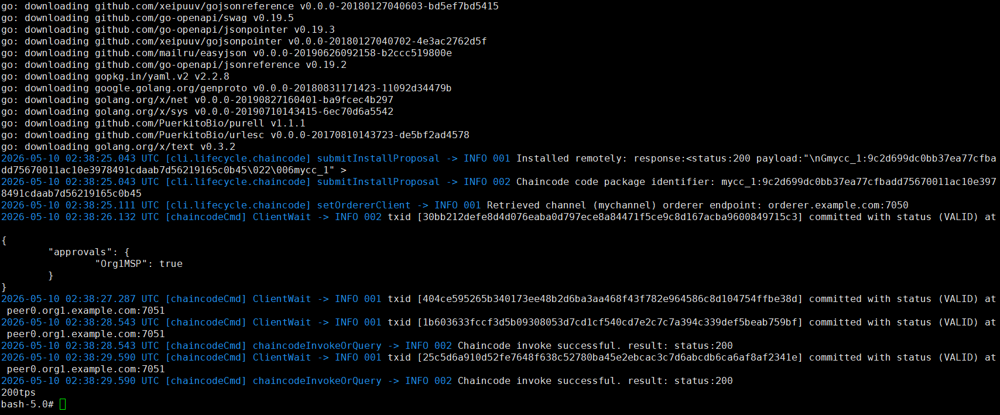 go: downloading github.com/xeipuuv/gojsonreference v0.0.0-20180127040603-bd5ef7bd5415
go: downloading github.com/go-openapi/swag v0.19.5
go: downloading github.com/go-openapi/jsonpointer v0.19.3
go: downloading github.com/xeipuuv/gojsonpointer v0.0.0-20180127040702-4e3ac2762d5f
go: downloading github.com/mailru/easyjson v0.0.0-20190626092158-b2ccc519800e
go: downloading github.com/go-openapi/jsonreference v0.19.2
go: downloading gopkg.in/yaml.v2 v2.2.8
go: downloading google.golang.org/genproto v0.0.0-20180831171423-11092d34479b
go: downloading golang.org/x/net v0.0.0-20190827160401-ba9fcec4b297
go: downloading golang.org/x/sys v0.0.0-20190710143415-6ec70d6a5542
go: downloading github.com/PuerkitoBio/purell v1.1.1
go: downloading github.com/PuerkitoBio/urlesc v0.0.0-20170810143723-de5bf2ad4578
go: downloading golang.org/x/text v0.3.2
2026-05-10 02:38:25.043 UTC [cli.lifecycle.chaincode] submitInstallProposal -> INFO 001 Installed remotely: response:<status:200 payload:"\nGmycc_1:9c2d699dc0bb37ea77cfba
dd75670011ac10e3978491cdaab7d56219165c0b45\022\006mycc_1" >
2026-05-10 02:38:25.043 UTC [cli.lifecycle.chaincode] submitInstallProposal -> INFO 002 Chaincode code package identifier: mycc_1:9c2d699dc0bb37ea77cfbadd75670011ac10e397
8491cdaab7d56219165c0b45
2026-05-10 02:38:25.111 UTC [cli.lifecycle.chaincode] setOrdererClient -> INFO 001 Retrieved channel (mychannel) orderer endpoint: orderer.example.com:7050
2026-05-10 02:38:26.132 UTC [chaincodeCmd] ClientWait -> INFO 002 txid [30bb212defe8d4d076eaba0d797ece8a84471f5ce9c8d167acba9600849715c3] committed with status (VALID) at
{
"approvals": {
"Org1MSP": true
}
}
2026-05-10 02:38:27.287 UTC [chaincodeCmd] ClientWait -> INFO 001 txid [404ce595265b340173ee48b2d6ba3aa468f43f782e964586c8d104754ffbe38d] committed with status (VALID) at
peer0.org1.example.com:7051
2026-05-10 02:38:28.543 UTC [chaincodeCmd] ClientWait -> INFO 001 txid [1b603633fccf3d5b09308053d7cd1cf540cd7e2c7c7a394c339def5beab759bf] committed with status (VALID) at
peer0.org1.example.com:7051
2026-05-10 02:38:28.543 UTC [chaincodeCmd] chaincodeInvokeOrQuery -> INFO 002 Chaincode invoke successful. result: status:200
2026-05-10 02:38:29.590 UTC [chaincodeCmd] ClientWait -> INFO 001 txid [25c5d6a910d52fe7648f638c52780ba45e2ebcac3c7d6abcdb6ca6af8af2341e] committed with status (VALID) at
peer0.org1.example.com:7051
2026-05-10 02:38:29.590 UTC [chaincodeCmd] chaincodeInvokeOrQuery -> INFO 002 Chaincode invoke successful. result: status:200
200tps
bash-5.0#